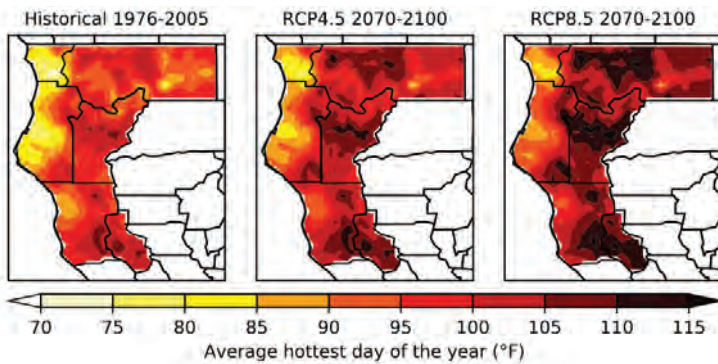 Historical 1976-2005 RCP4.5 2070-2100 RCP8.5 2070-2100
70 75 80 85 90 95 100 105 110 115
Average hottest day of the year (°F)